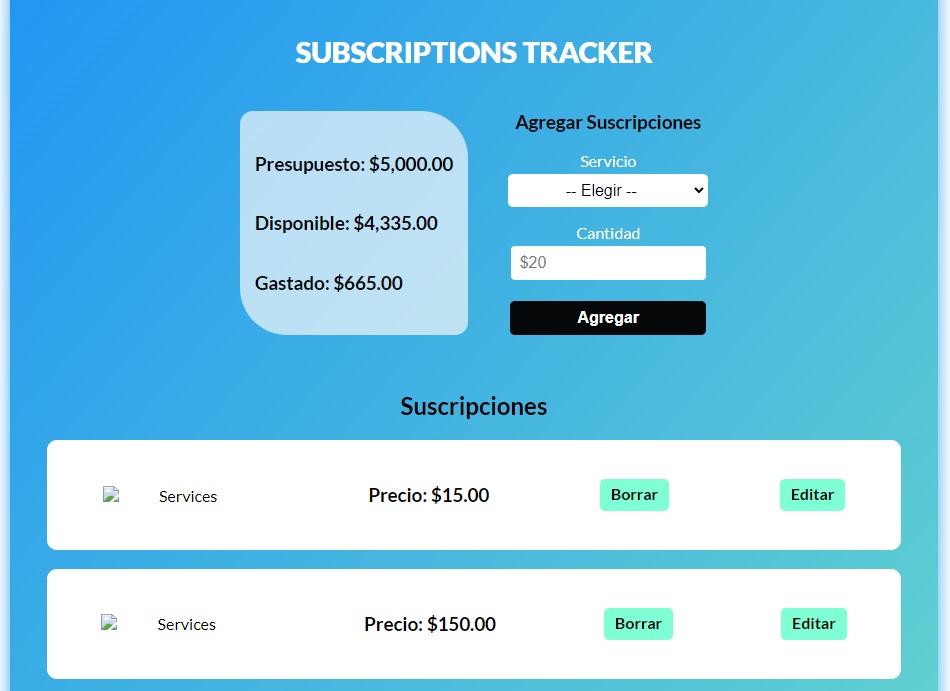 SUBSCRIPTIONS TRACKER
Presupuesto: $5,000.00
Disponible: $4,335.00
Gastado: $665.00
Agregar Suscripciones
Servicio
-- Elegir --
Cantidad
$20
Agregar
Suscripciones
Services Precio: $15.00 Borrar Editar
Services Precio: $150.00 Borrar Editar